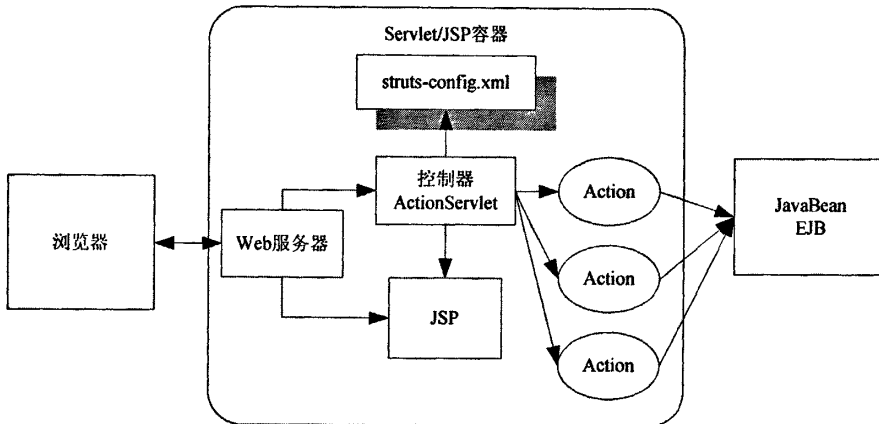 Servlet/JSP容器
struts-config.xml
控制器
ActionServlet
浏览器
Web服务器
JSP
Action
Action
Action
JavaBean
EJB